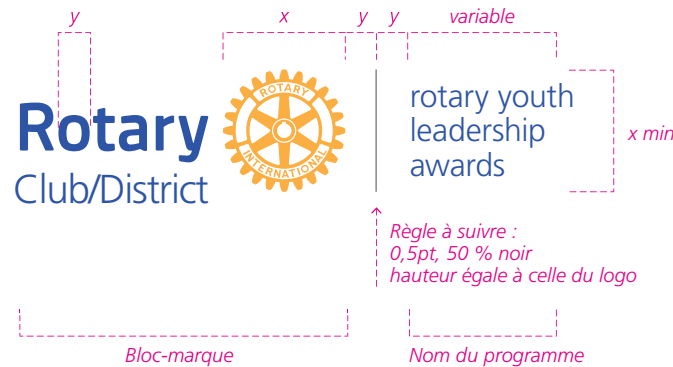 y
x
y
y
variable
Rotary
Club/District
ROTARY
INTERNATIONAL
rotary youth
leadership
awards
x min
Règle à suivre :
0,5pt, 50 % noir
hauteur égale à celle du logo
Bloc-marque
Nom du programme